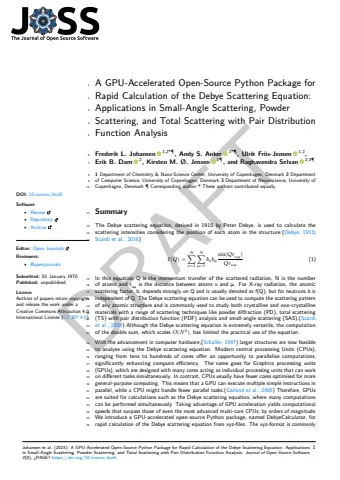 JOSS
The Journal of Open Source Software
1 A GPU-Accelerated Open-Source Python Package for
2 Rapid Calculation of the Debye Scattering Equation:
3 Applications in Small-Angle Scattering, Powder
4 Scattering, and Total Scattering with Pair Distribution
5 Function Analysis
Frederik L. Johansen 1,2*¶, Andy S. Anker 1*¶, Ulrik Friis-Jensen 1,2,
Erik B. Dam 2, Kirsten M. Ø. Jensen 1¶, and Raghavendra Selvan 2,3¶
1 Department of Chemistry & Nano-Science Center, University of Copenhagen, Denmark 2 Department
of Computer Science, University of Copenhagen, Denmark 3 Department of Neuroscience, University of
Copenhagen, Denmark ¶ Corresponding author * These authors contributed equally.
DOI: 10.xxxxxx/draft
Software
• Review
• Repository
• Archive
Editor: Open Journals
Reviewers:
• @openjournals
Submitted: 01 January 1970
Published: unpublished
License
Authors of papers retain copyright
and release the work under a
Creative Commons Attribution 4.0
International License (CC BY 4.0).
Summary
The Debye scattering equation, derived in 1915 by Peter Debye, is used to calculate the
scattering intensities considering the position of each atom in the structure:(Debye, 1915;
Scardi et al., 2016)
I(Q) = ∑ ∑ bνbμ sin(Qrνμ) / Qrνμ (1)
In this equation Q is the momentum transfer of the scattered radiation, N is the number
of atoms in the structure, and rνμ is the distance between atoms ν and μ. For X-ray radiation, the atomic
scattering factor, b, depends strongly on Q and is usually denoted as f(Q), but for neutrons b is
independent of Q. The Debye scattering equation can be used to compute the scattering pattern
of any atomic structure and is commonly used to study both crystalline and non-crystalline
materials with a range of scattering techniques like powder diffraction (PD), total scattering
(TS) with pair distribution function (PDF) analysis and small-angle scattering (SAS).(Scardi
et al., 2016) Although the Debye scattering equation is extremely versatile, the computation
of the double sum, which scales O(N²), has limited the practical use of the equation.
With the advancement in computer hardware,(Schaller, 1997) larger structures are now feasible
to analyse using the Debye scattering equation. Modern central processing units (CPUs),
ranging from tens to hundreds of cores offer an opportunity to parallelise computations,
significantly enhancing compute efficiency. The same goes for Graphics processing units
(GPUs), which are designed with many cores acting as individual processing units that can work
on different tasks simultaneously. In contrast, CPUs usually have fewer cores optimised for more
general-purpose computing. This means that a GPU can execute multiple simple instructions in
parallel, while a CPU might handle fewer parallel tasks.(Garland et al., 2008) Therefore, GPUs
are suited for calculations such as the Debye scattering equation, where many computations
can be performed simultaneously. Taking advantage of GPU acceleration yields computational
speeds that surpass those of even the most advanced multi-core CPUs; by orders of magnitude.
We introduce a GPU-accelerated open-source Python package, named DebyeCalculator, for
rapid calculation of the Debye scattering equation from xyz-files. The xyz-format is commonly
DRAFT
Johansen et al. (2023). A GPU-Accelerated Open-Source Python Package for Rapid Calculation of the Debye Scattering Equation: Applications 1
in Small-Angle Scattering, Powder Scattering, and Total Scattering with Pair Distribution Function Analysis. Journal of Open Source Software,
¿VOL?(¿ISSUE?), ¿PAGE? https://doi.org/10.xxxxxx/draft.